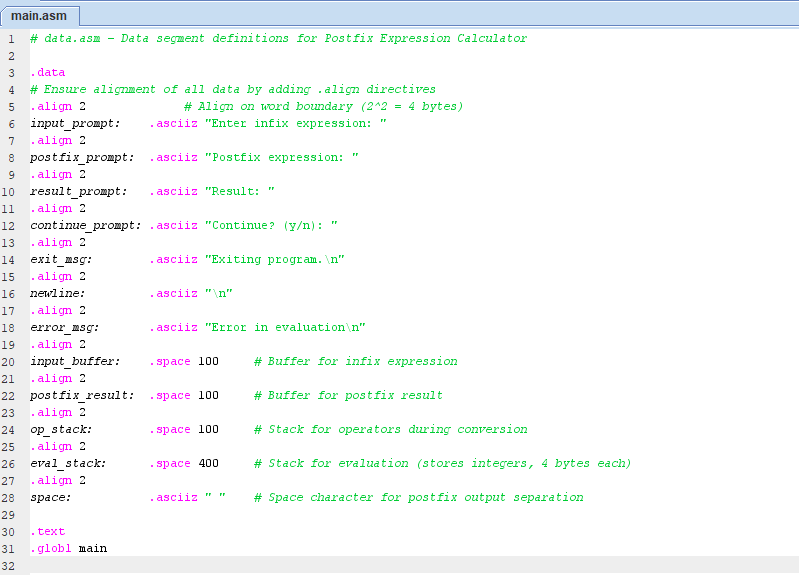 main.asm
1 # data.asm - Data segment definitions for Postfix Expression Calculator
2
3 .data
4 # Ensure alignment of all data by adding .align directives
5 .align 2 # Align on word boundary (2^2 = 4 bytes)
6 input_prompt: .asciiz "Enter infix expression: "
7 .align 2
8 postfix_prompt: .asciiz "Postfix expression: "
9 .align 2
10 result_prompt: .asciiz "Result: "
11 .align 2
12 continue_prompt: .asciiz "Continue? (y/n): "
13 .align 2
14 exit_msg: .asciiz "Exiting program.\n"
15 .align 2
16 newline: .asciiz "\n"
17 .align 2
18 error_msg: .asciiz "Error in evaluation\n"
19 .align 2
20 input_buffer: .space 100 # Buffer for infix expression
21 .align 2
22 postfix_result: .space 100 # Buffer for postfix result
23 .align 2
24 op_stack: .space 100 # Stack for operators during conversion
25 .align 2
26 eval_stack: .space 400 # Stack for evaluation (stores integers, 4 bytes each)
27 .align 2
28 space: .asciiz " " # Space character for postfix output separation
29
30 .text
31 .globl main
32